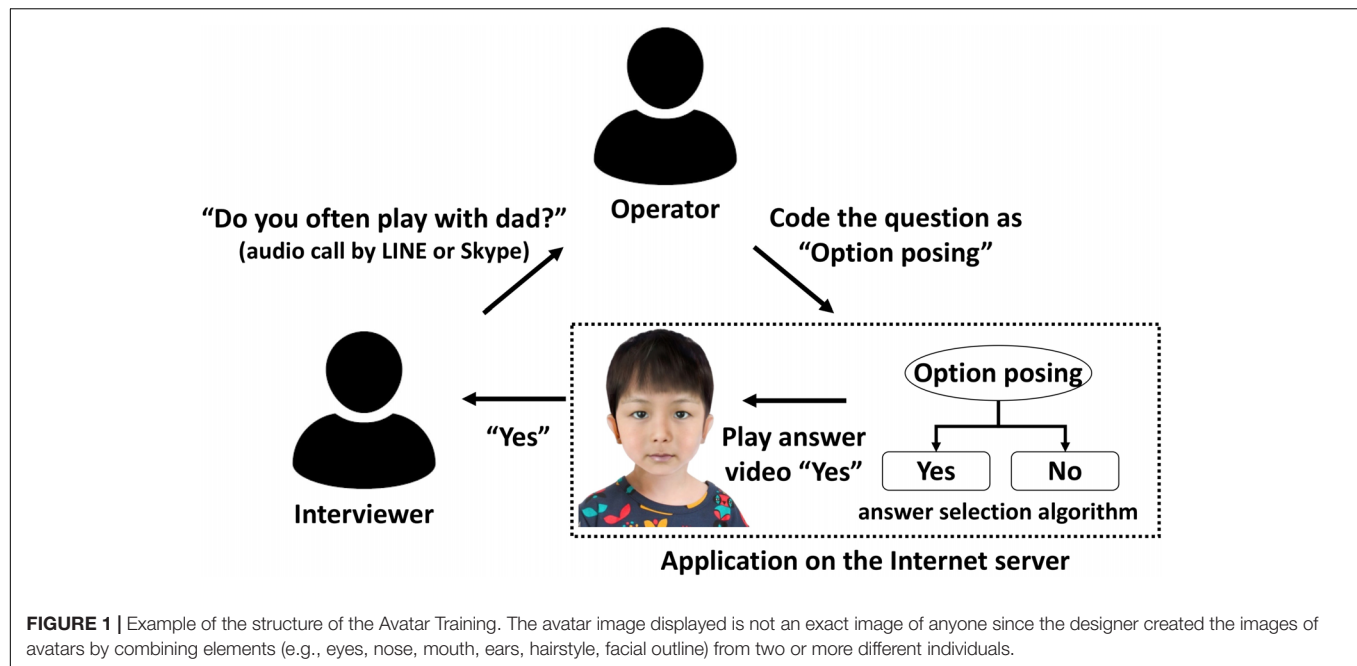 Operator
“Do you often play with dad?”
(audio call by LINE or Skype)
Code the question as
“Option posing”
Option posing
Yes
No
answer selection algorithm
Play answer
video “Yes”
“Yes”
Interviewer
Application on the Internet server
FIGURE 1 | Example of the structure of the Avatar Training. The avatar image displayed is not an exact image of anyone since the designer created the images of
avatars by combining elements (e.g., eyes, nose, mouth, ears, hairstyle, facial outline) from two or more different individuals.